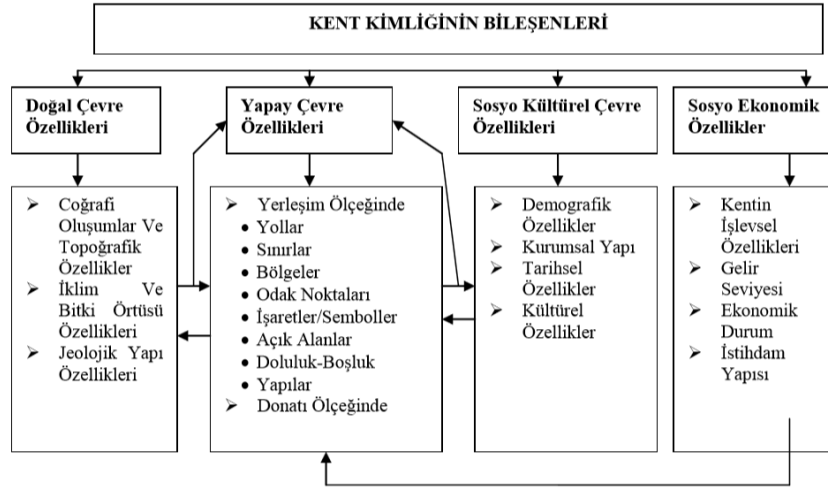 KENT KİMLİĞİNİN BİLEŞENLERİ
Doğal Çevre
Özellikleri
Yapay Çevre
Özellikleri
Sosyo Kültürel Çevre
Özellikleri
Sosyo Ekonomik
Özellikler
➢ Coğrafi
Oluşumlar Ve
Topoğrafik
Özellikler
➢ İklim Ve
Bitki Örtüsü
Özellikleri
➢ Jeolojik Yapı
Özellikleri
➢ Yerleşim Ölçeğinde
• Yollar
• Sınırlar
• Bölgeler
• Odak Noktaları
• İşaretler/Semboller
• Açık Alanlar
• Doluluk-Boşluk
• Yapılar
➢ Donatı Ölçeğinde
➢ Demografik
Özellikler
➢ Kurumsal Yapı
➢ Tarihsel
Özellikler
➢ Kültürel
Özellikler
➢ Kentin
İşlevsel
Özellikleri
➢ Gelir
Seviyesi
➢ Ekonomik
Durum
➢ İstihdam
Yapısı